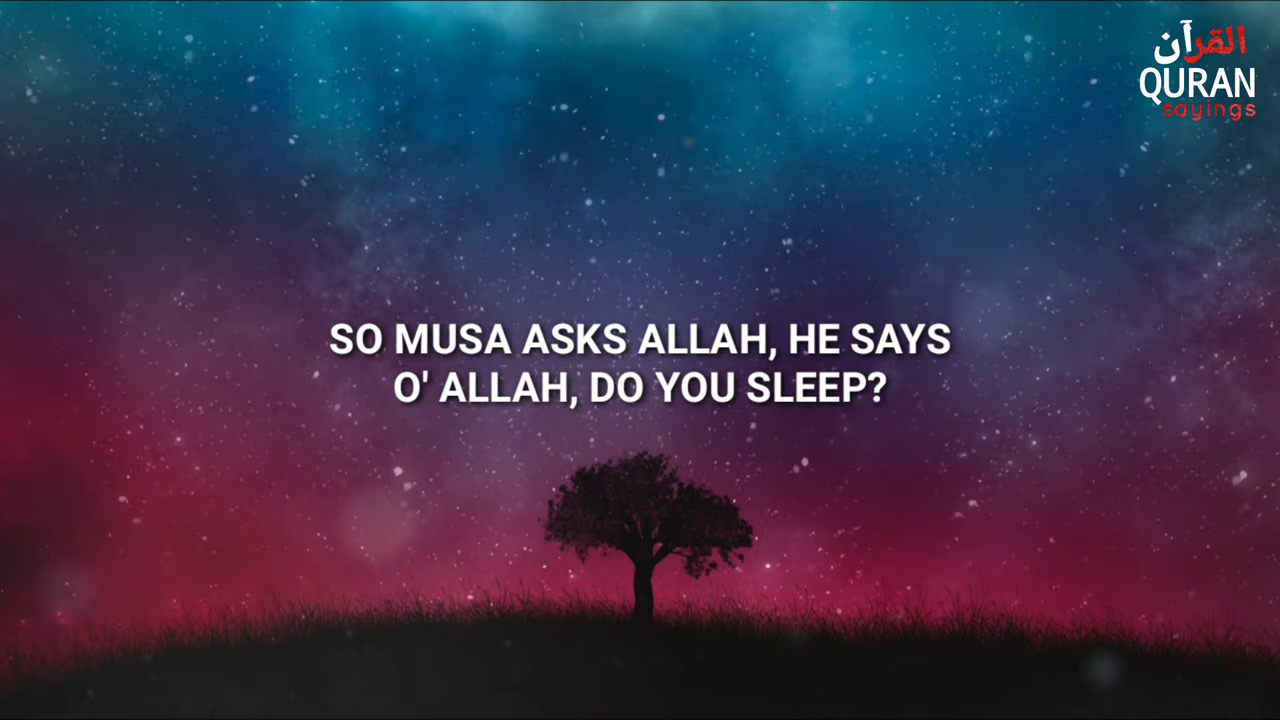 القرآن
QURAN
sayings
SO MUSA ASKS ALLAH, HE SAYS
O' ALLAH, DO YOU SLEEP?